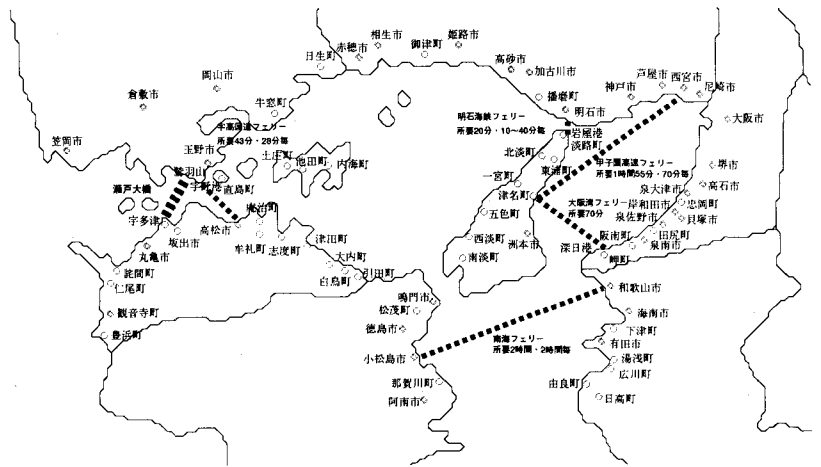 姫路市
相生市
御津町
赤穂市
日生町
高砂市
加古川市
芦屋市
西宮市
神戸市
尼崎市
岡山市
倉敷市
牛窓町
播磨町
明石市
大阪市
明石海峡フェリー
所要20分・10〜40分毎
宇高国道フェリー
所要43分・28分毎
岩屋港
淡路町
笠岡市
玉野市
土庄町
池田町
内海町
北淡町
東浦町
甲子園高速フェリー
所要1時間55分・70分毎
堺市
鷲羽山
宇野港
直島町
瀬戸大橋
一宮町
津名町
泉大津市
高石市
大阪湾フェリー
所要70分
岸和田市
忠岡町
庵治町
五色町
泉佐野市
貝塚市
宇多津
高松市
坂出市
牟礼町
志度町
津田町
西淡町
洲本市
阪南町
田尻町
泉南市
深日港
岬町
丸亀市
大内町
南淡町
詫間町
白鳥町
引田町
仁尾町
鳴門市
和歌山市
松茂町
観音寺町
徳島市
海南市
豊浜町
下津町
南海フェリー
所要2時間・2時間毎
有田市
小松島市
湯浅町
広川町
那賀川町
由良町
阿南市
日高町